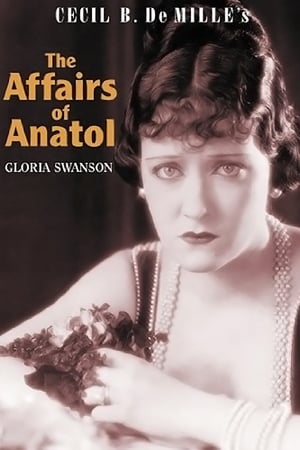 CECIL B. DeMILLE's
The
Affairs
of
Anatol
GLORIA SWANSON